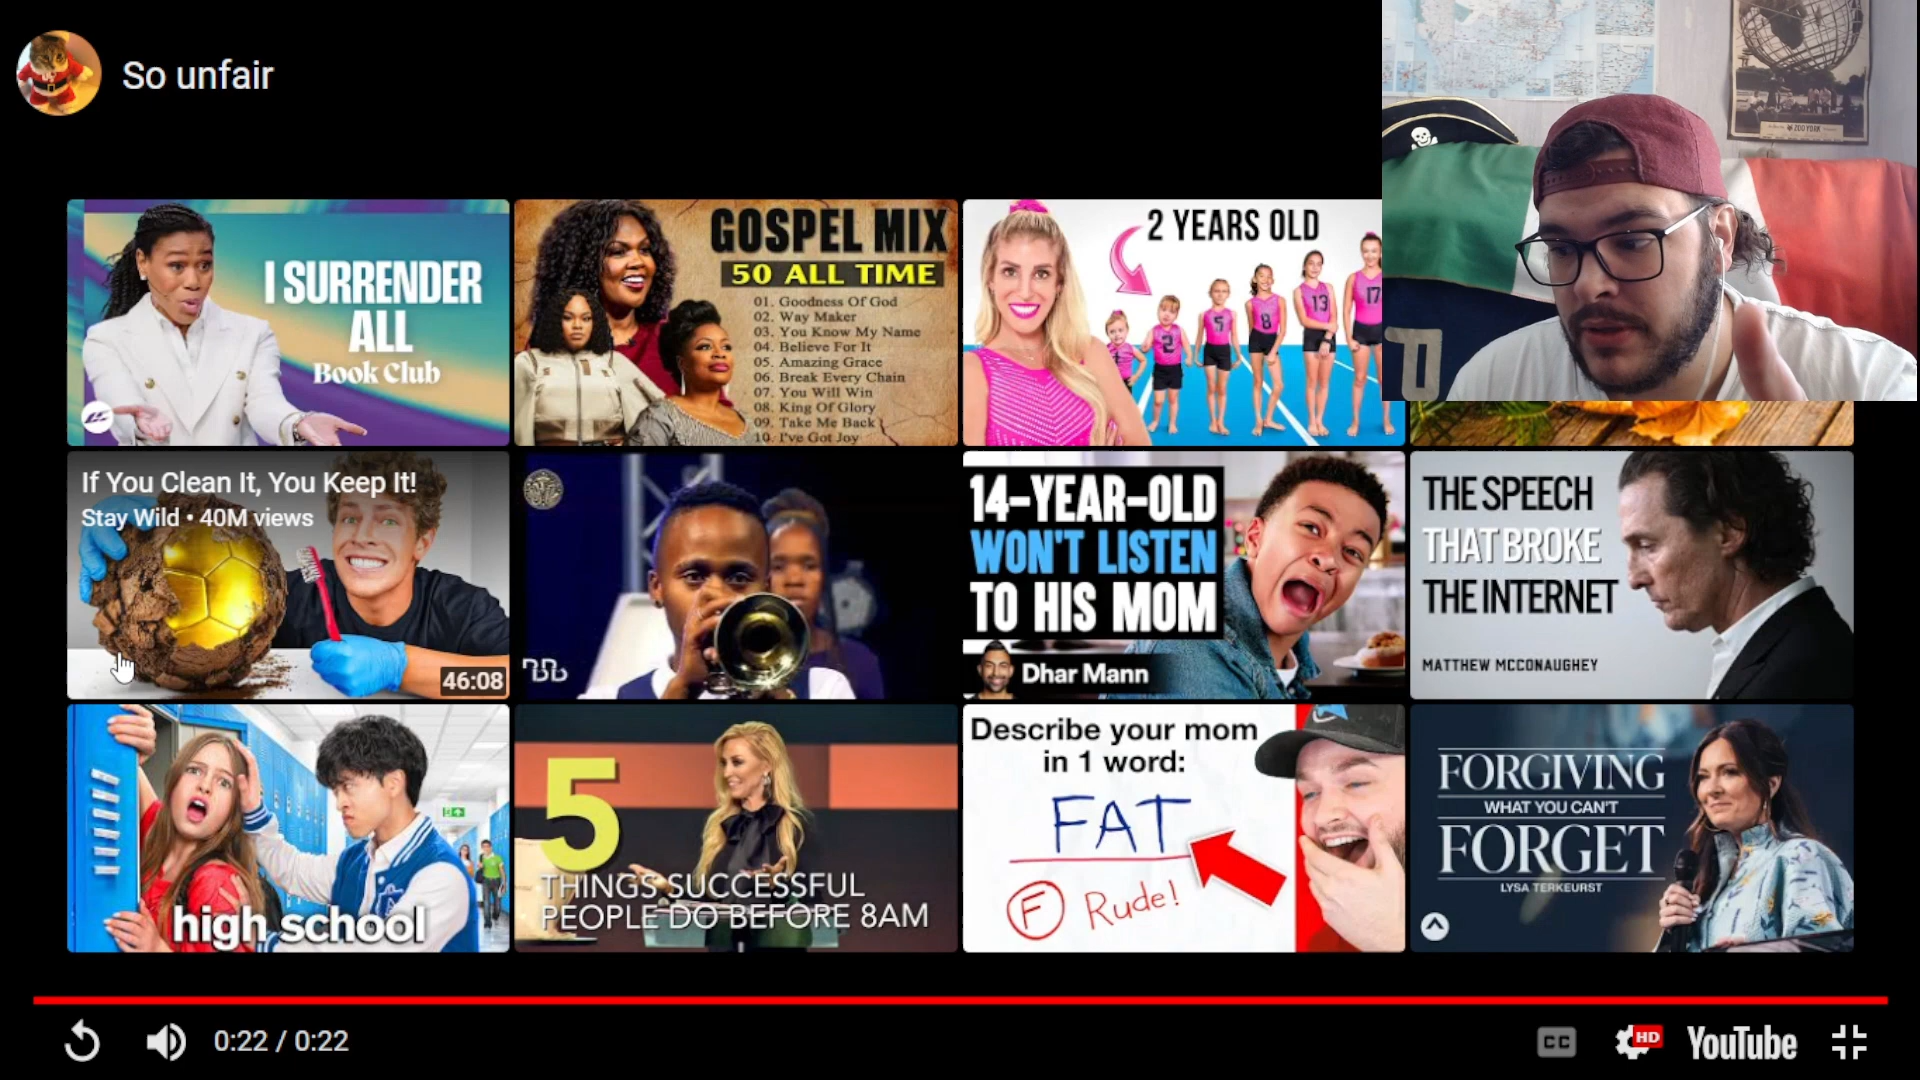 So unfair
ZOO YORK
I SURRENDER
ALL
Book Club
GOSPEL MIX
50 ALL TIME
01. Goodness Of God
02. Way Maker
03. You Know My Name
04. Believe For It
05. Amazing Grace
06. Break Every Chain
07. You Will Win
08. King Of Glory
09. Take Me Back
10. I've Got Joy
2 YEARS OLD
2
5
8
13
17
P
If You Clean It, You Keep It!
Stay Wild • 40M views
46:08
14-YEAR-OLD
WON'T LISTEN
TO HIS MOM
Dhar Mann
THE SPEECH
THAT BROKE
THE INTERNET
MATTHEW MCCONAUGHEY
high school
5
THINGS SUCCESSFUL
PEOPLE DO BEFORE 8AM
Describe your mom
in 1 word:
FAT
F Rude!
FORGIVING
WHAT YOU CAN'T
FORGET
LYSA TERKEURST
0:22 / 0:22
CC
HD
YouTube